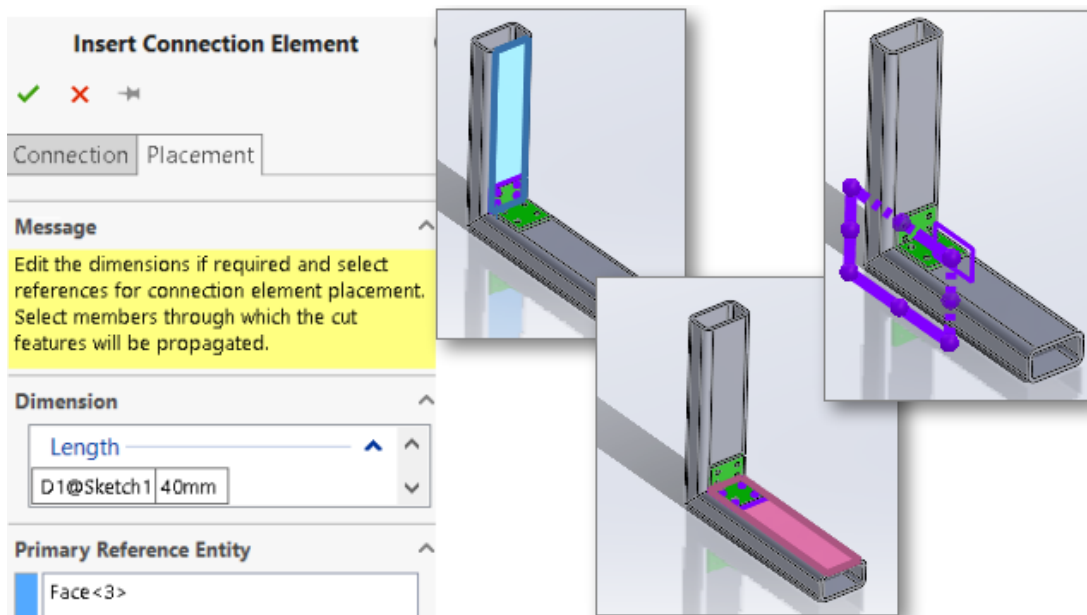 Insert Connection Element
Connection Placement
Message
Edit the dimensions if required and select
references for connection element placement.
Select members through which the cut
features will be propagated.
Dimension
Length
D1@Sketch1 40mm
Primary Reference Entity
Face<3>